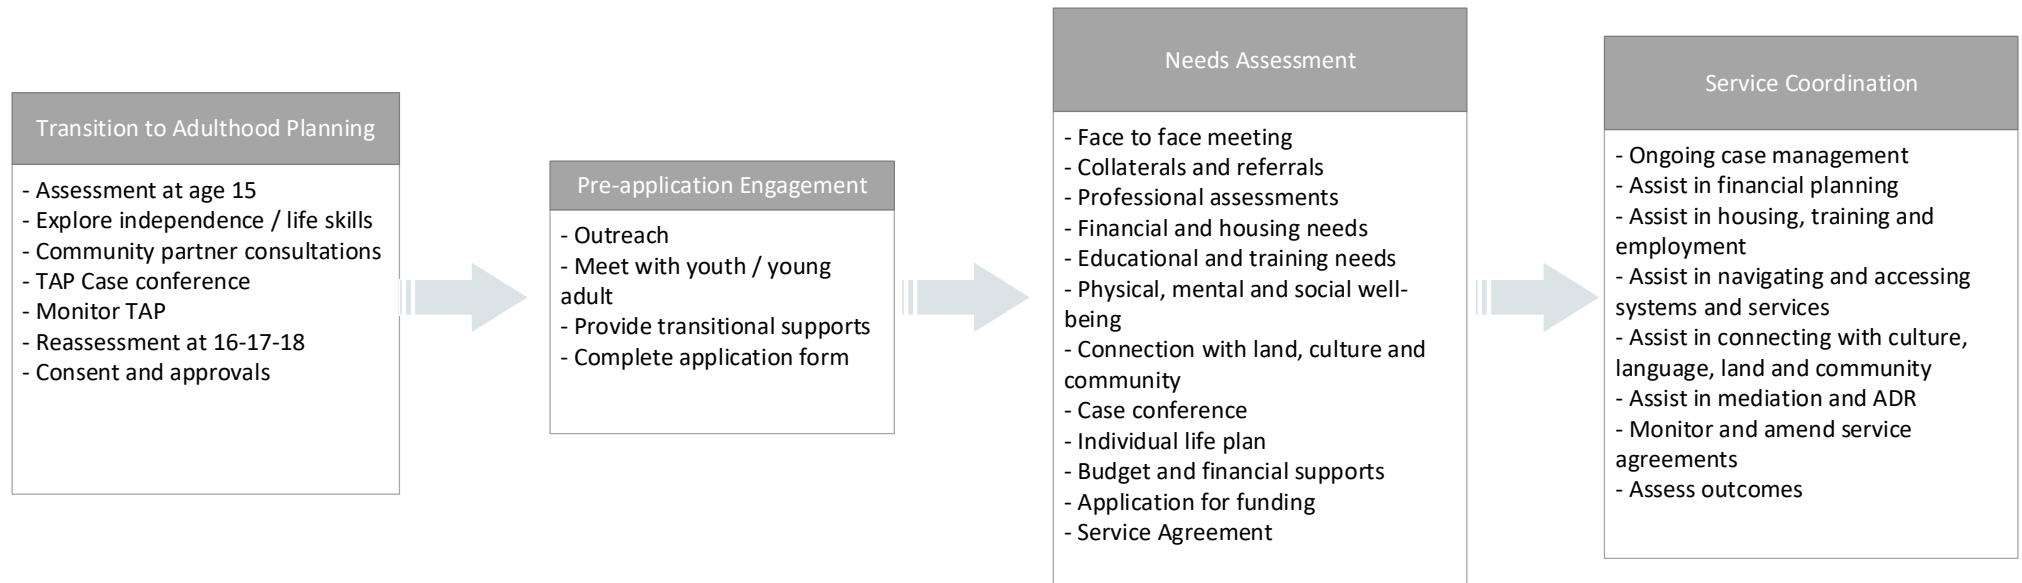 Transition to Adulthood Planning
- Assessment at age 15
- Explore independence / life skills
- Community partner consultations
- TAP Case conference
- Monitor TAP
- Reassessment at 16-17-18
- Consent and approvals
Pre-application Engagement
- Outreach
- Meet with youth / young
adult
- Provide transitional supports
- Complete application form
Needs Assessment
- Face to face meeting
- Collaterals and referrals
- Professional assessments
- Financial and housing needs
- Educational and training needs
- Physical, mental and social well-
being
- Connection with land, culture and
community
- Case conference
- Individual life plan
- Budget and financial supports
- Application for funding
- Service Agreement
Service Coordination
- Ongoing case management
- Assist in financial planning
- Assist in housing, training and
employment
- Assist in navigating and accessing
systems and services
- Assist in connecting with culture,
language, land and community
- Assist in mediation and ADR
- Monitor and amend service
agreements
- Assess outcomes